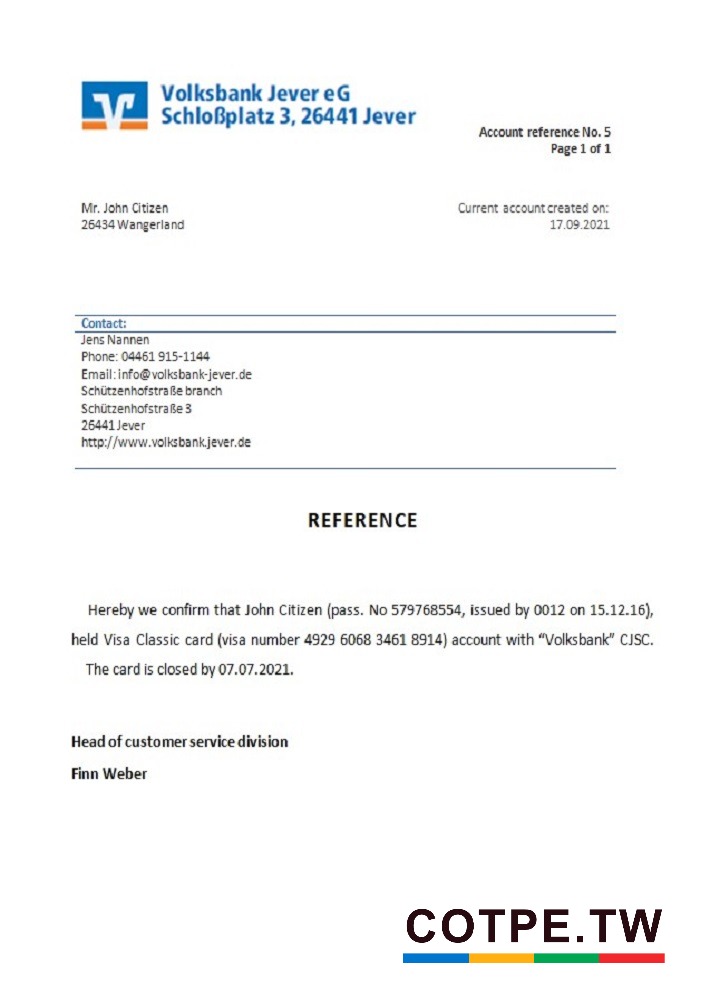 Volksbank Jever eG
Schloßplatz 3, 26441 Jever
Account reference No. 5
Page 1 of 1
Mr. John Citizen
26434 Wangerland
Current account created on:
17.09.2021
Contact:
Jens Nannen
Phone: 04461 915-1144
Email: info@volksbank-jever.de
Schützenhofstraße branch
Schützenhofstraße 3
26441 Jever
http://www.volksbank.jever.de
REFERENCE
Hereby we confirm that John Citizen (pass. No 579768554, issued by 0012 on 15.12.16),
held Visa Classic card (visa number 4929 6068 3461 8914) account with “Volksbank” CJSC.
The card is closed by 07.07.2021.
Head of customer service division
Finn Weber
COTPE.TW